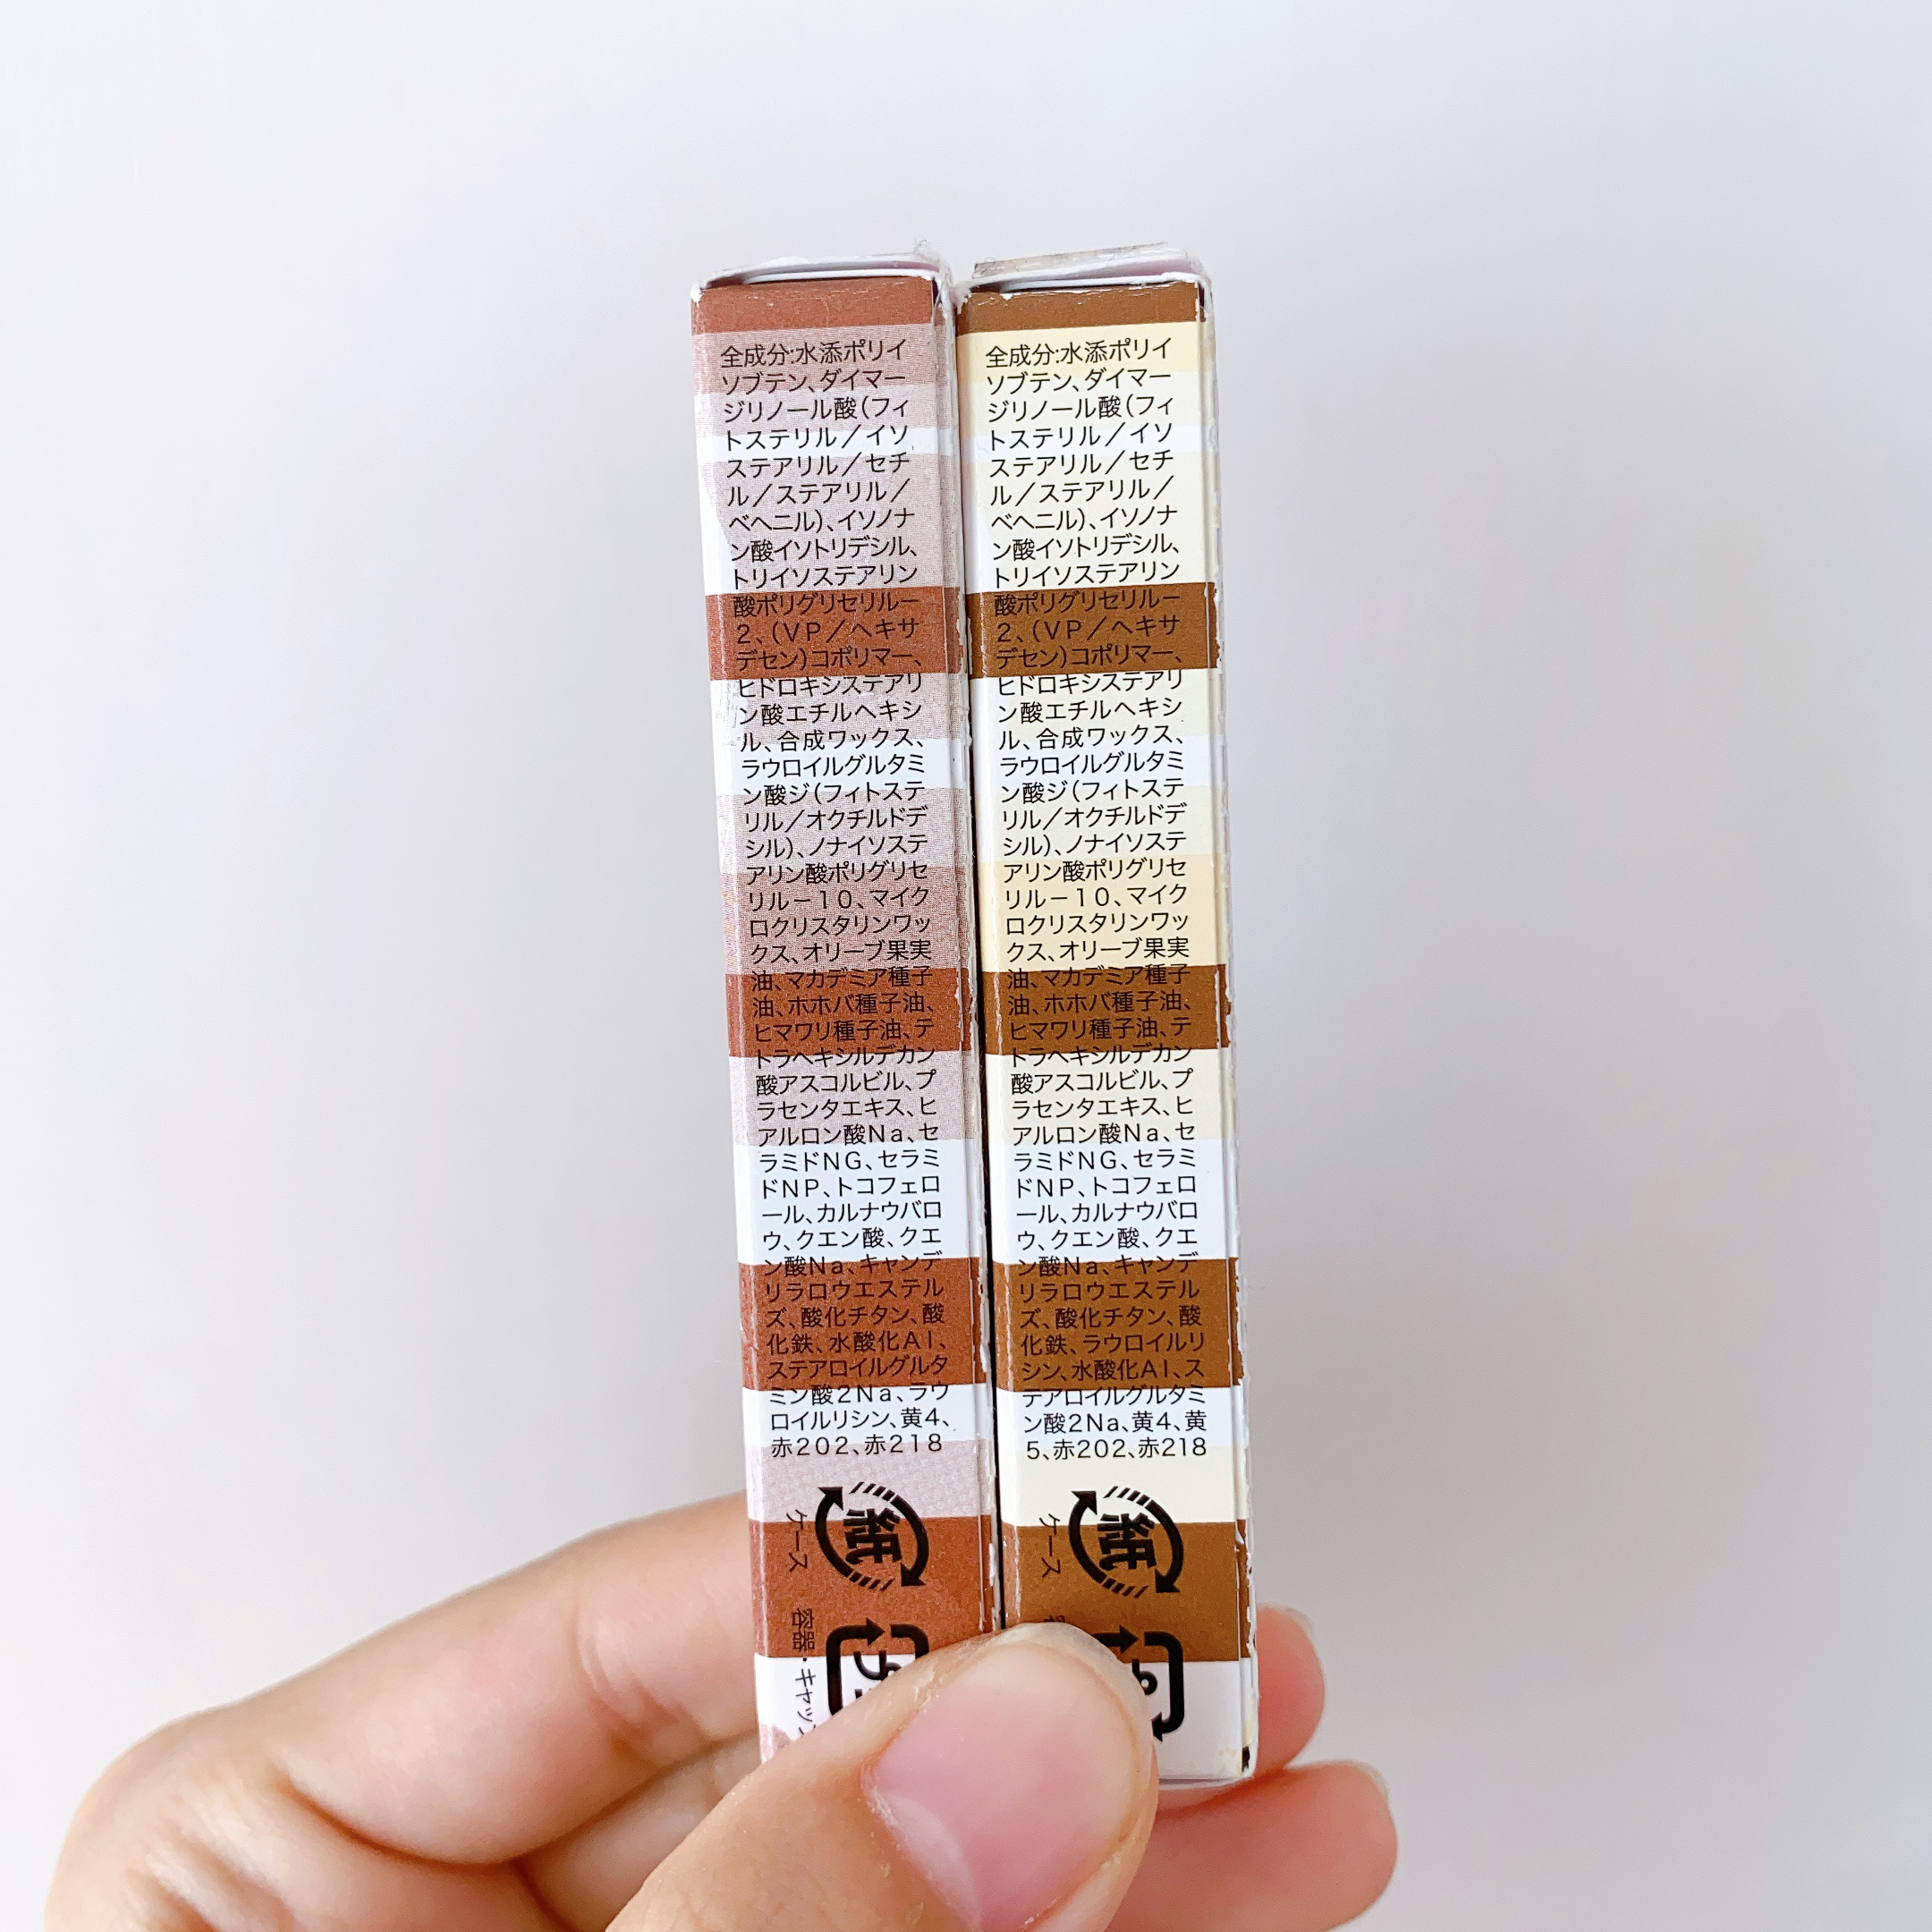 全成分:水添ポリイ
ソブテン、ダイマー
ジリノール酸(フィ
トステリル／イソ
ステアリル／セチ
ル／ステアリル／
ベヘニル)、イソノナ
ン酸イソトリデシル、
トリイソステアリン
酸ポリグリセリルー
2、(VP／ヘキサ
デセン)コポリマー、
ヒドロキシステアリ
ン酸エチルヘキシ
ル、合成ワックス、
ラウロイルグルタミ
ン酸ジ(フィトステ
リル／オクチルドデ
シル)、ノナイソステ
アリン酸ポリグリセ
リルー10、マイク
ロクリスタリンワッ
クス、オリーブ果実
油、マカデミア種子
油、ホホバ種子油、
ヒマワリ種子油、テ
トラヘキシルデカン
酸アスコルビル、プ
ラセンタエキス、ヒ
アルロン酸Na、セ
ラミドNG、セラミ
ドNP、トコフェロ
ール、カルナウバロ
ウ、クエン酸、クエ
ン酸Na、キャンデ
リラロウエステル
ズ、酸化チタン、酸
化鉄、水酸化Al、
ステアロイルグルタ
ミン酸2Na、ラウ
ロイルリシン、黄4、
赤202、赤218
ケース
紙
容器・キャップ
全成分:水添ポリイ
ソブテン、ダイマー
ジリノール酸(フィ
トステリル／イソ
ステアリル／セチ
ル／ステアリル／
ベヘニル)、イソノナ
ン酸イソトリデシル、
トリイソステアリン
酸ポリグリセリルー
2、(VP／ヘキサ
デセン)コポリマー、
ヒドロキシステアリ
ン酸エチルヘキシ
ル、合成ワックス、
ラウロイルグルタミ
ン酸ジ(フィトステ
リル／オクチルドデ
シル)、ノナイソステ
アリン酸ポリグリセ
リルー10、マイク
ロクリスタリンワッ
クス、オリーブ果実
油、マカデミア種子
油、ホホバ種子油、
ヒマワリ種子油、テ
トラヘキシルデカン
酸アスコルビル、プ
ラセンタエキス、ヒ
アルロン酸Na、セ
ラミドNG、セラミ
ドNP、トコフェロ
ール、カルナウバロ
ウ、クエン酸、クエ
ン酸Na、キャンデ
リラロウエステル
ズ、酸化チタン、酸
化鉄、ラウロイルリ
シン、水酸化Al、ス
テアロイルグルタミ
ン酸2Na、黄4、黄
5、赤202、赤218
ケース
紙